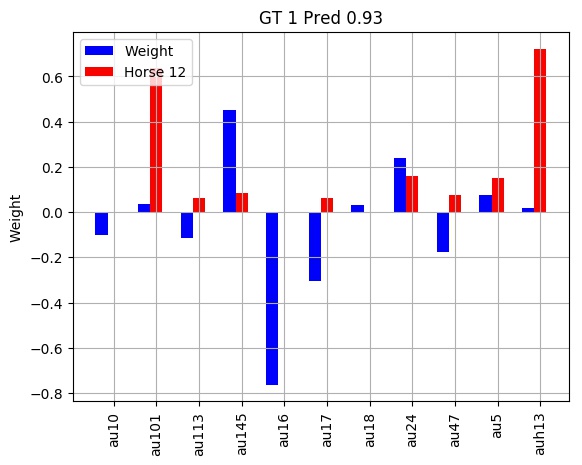 GT 1 Pred 0.93
Weight
Horse 12
0.6
0.4
0.2
0.0
−0.2
−0.4
−0.6
−0.8
Weight
au10
au101
au113
au145
au16
au17
au18
au24
au47
au5
auh13